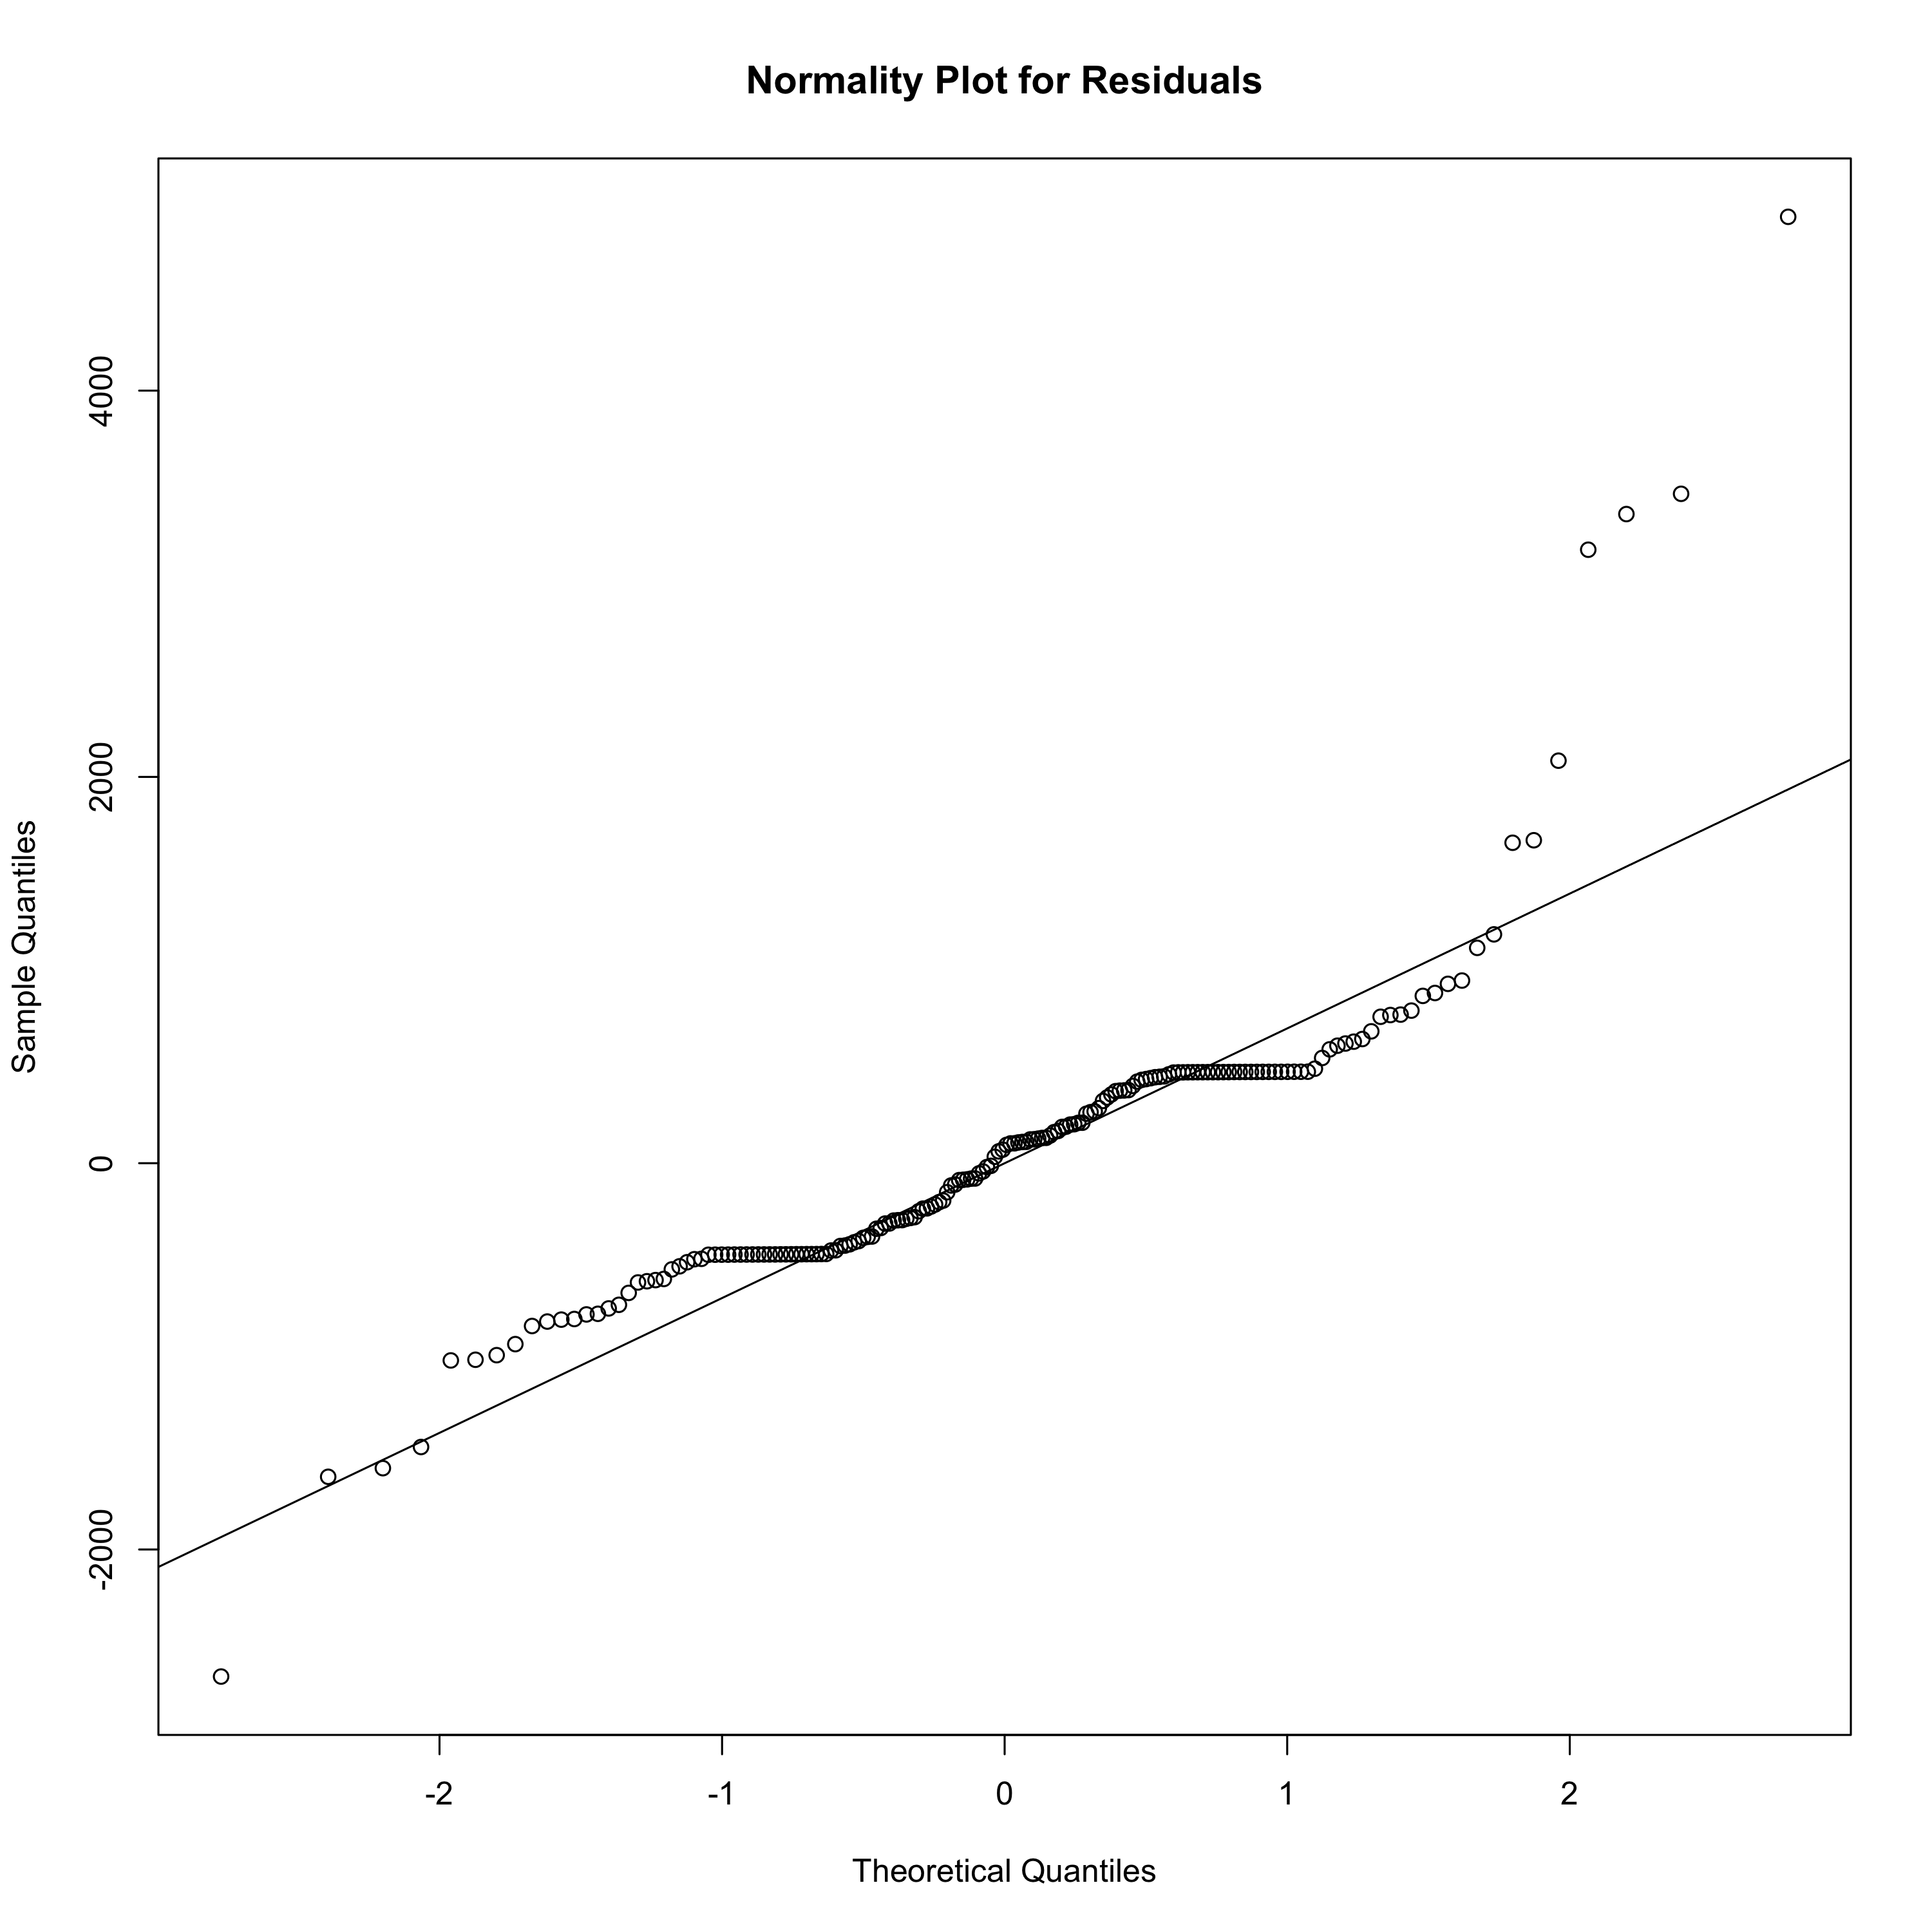 Normality Plot for Residuals
4000
2000
0
-2000
Sample Quantiles
-2 -1 0 1 2
Theoretical Quantiles